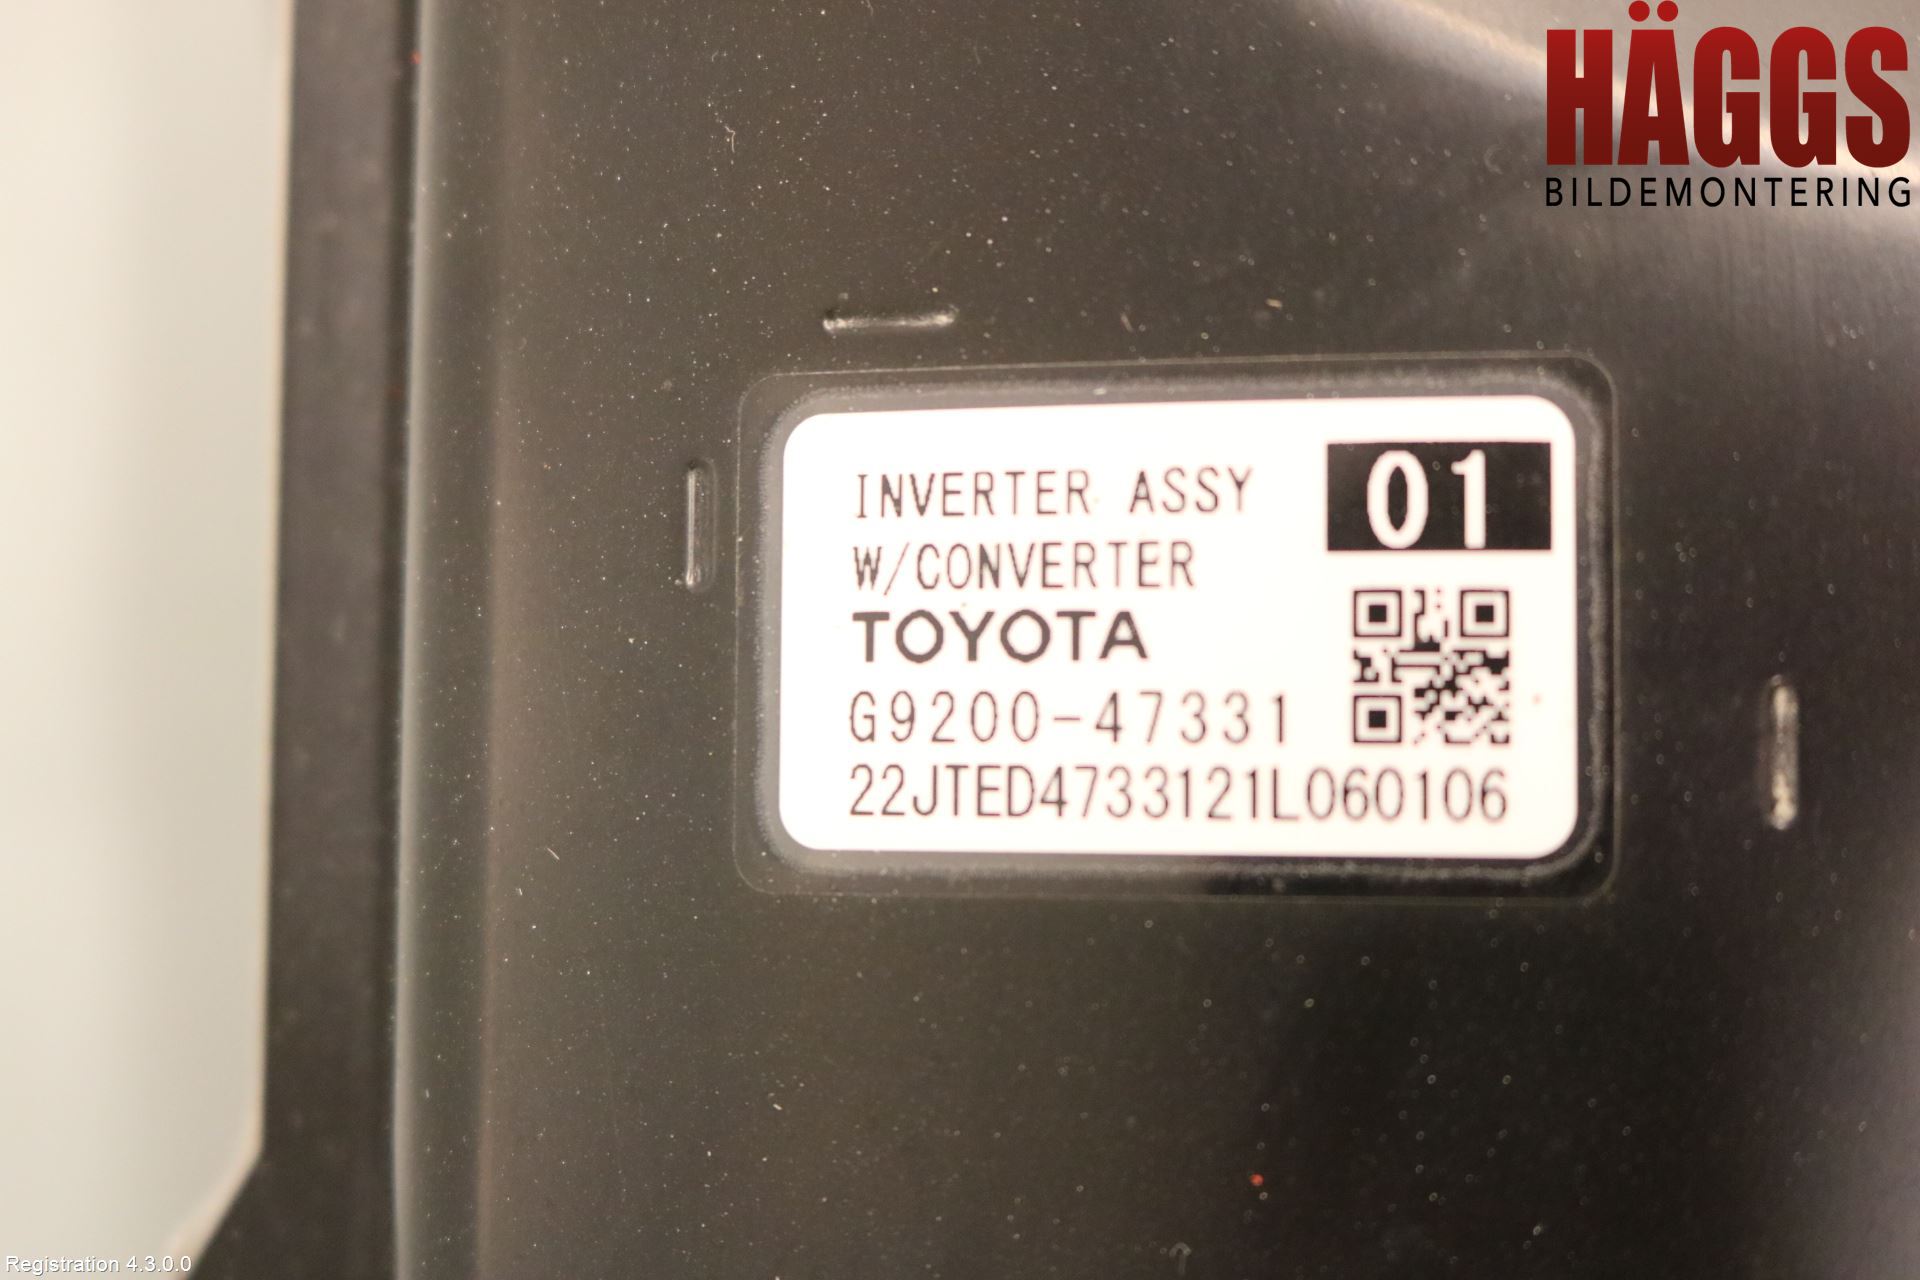 HÄGGS
BILDEMONTERING
INVERTER ASSY
01
W/CONVERTER
TOYOTA
G9200-47331
22JTED4733121L060106
Registration 4.3.0.0